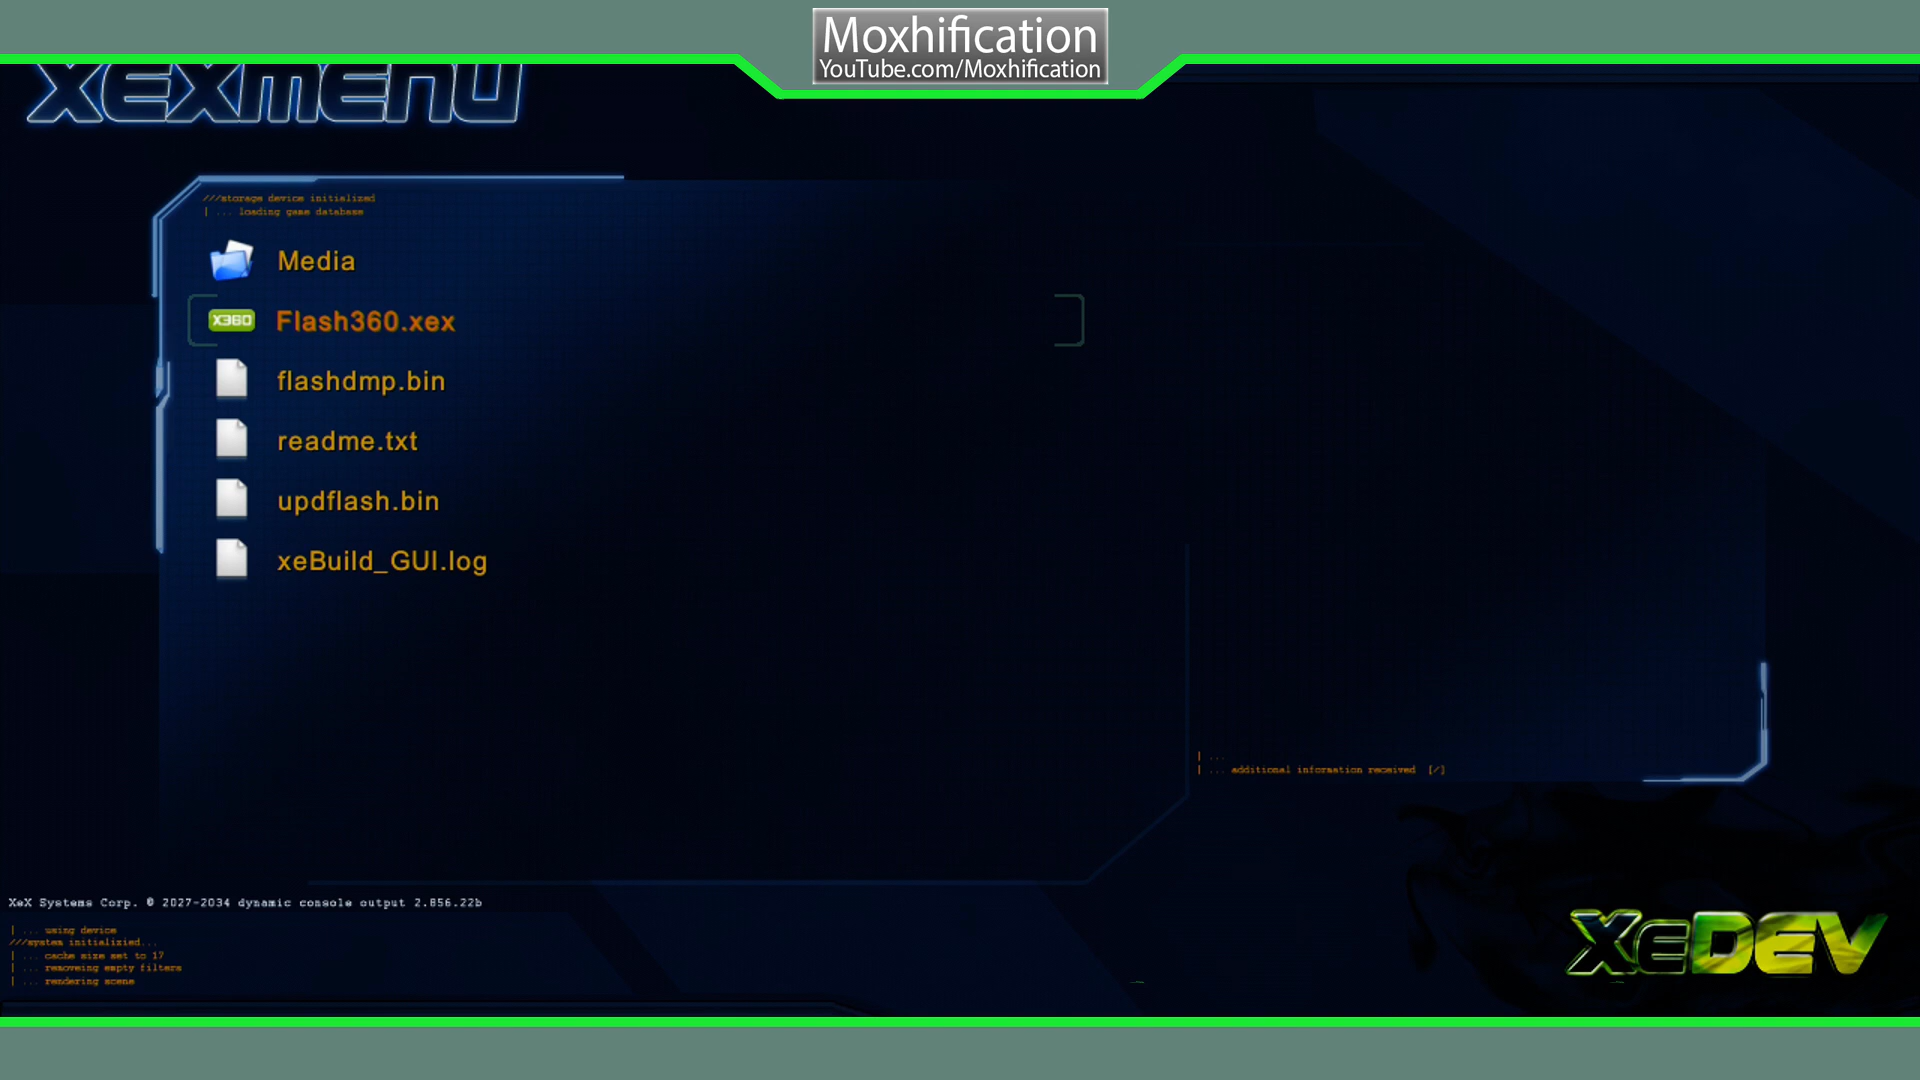 Moxhification
YouTube.com/Moxhification
XEXMENU
///storage device initialized
| ... loading game database
Media
X360 Flash360.xex
flashdmp.bin
readme.txt
updflash.bin
xeBuild_GUI.log
| ...
| ... additional information received [/]
XeX Systems Corp. © 2027-2034 dynamic console output 2.856.22b
| ... using device
///system initializied...
| ... cache size set to 17
| ... removeing empty filters
| ... rendering scene
XeDEV